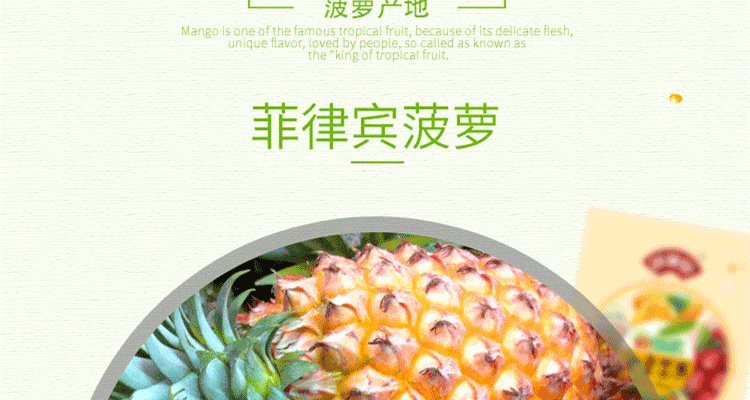 菠萝产地
Mango is one of the famous tropical fruit, because of its delicate flesh,
unique flavor, loved by people, so called as known as
the "king of tropical fruit.
菲律宾菠萝